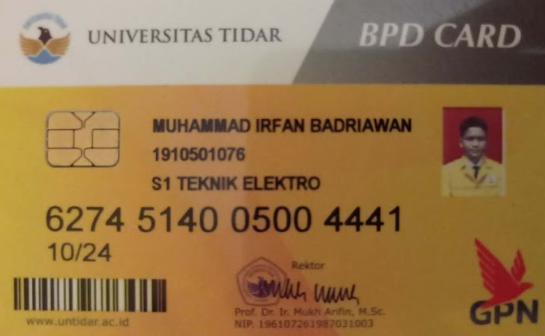 UNIVERSITAS TIDAR
BPD CARD
MUHAMMAD IRFAN BADRIAWAN
1910501076
S1 TEKNIK ELEKTRO
6274 5140 0500 4441
10/24
Rektor
Prof. Dr. Ir. Mukh Arifin, M.Sc.
NIP. 196107261987031003
www.untidar.ac.id
GPN